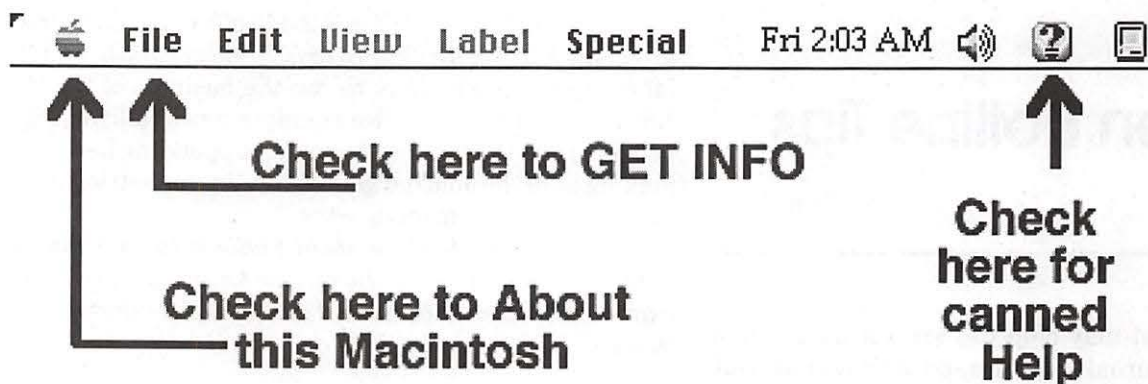 File Edit View Label Special Fri 2:03 AM
Check here to GET INFO
Check here to About
this Macintosh
Check
here for
canned
Help